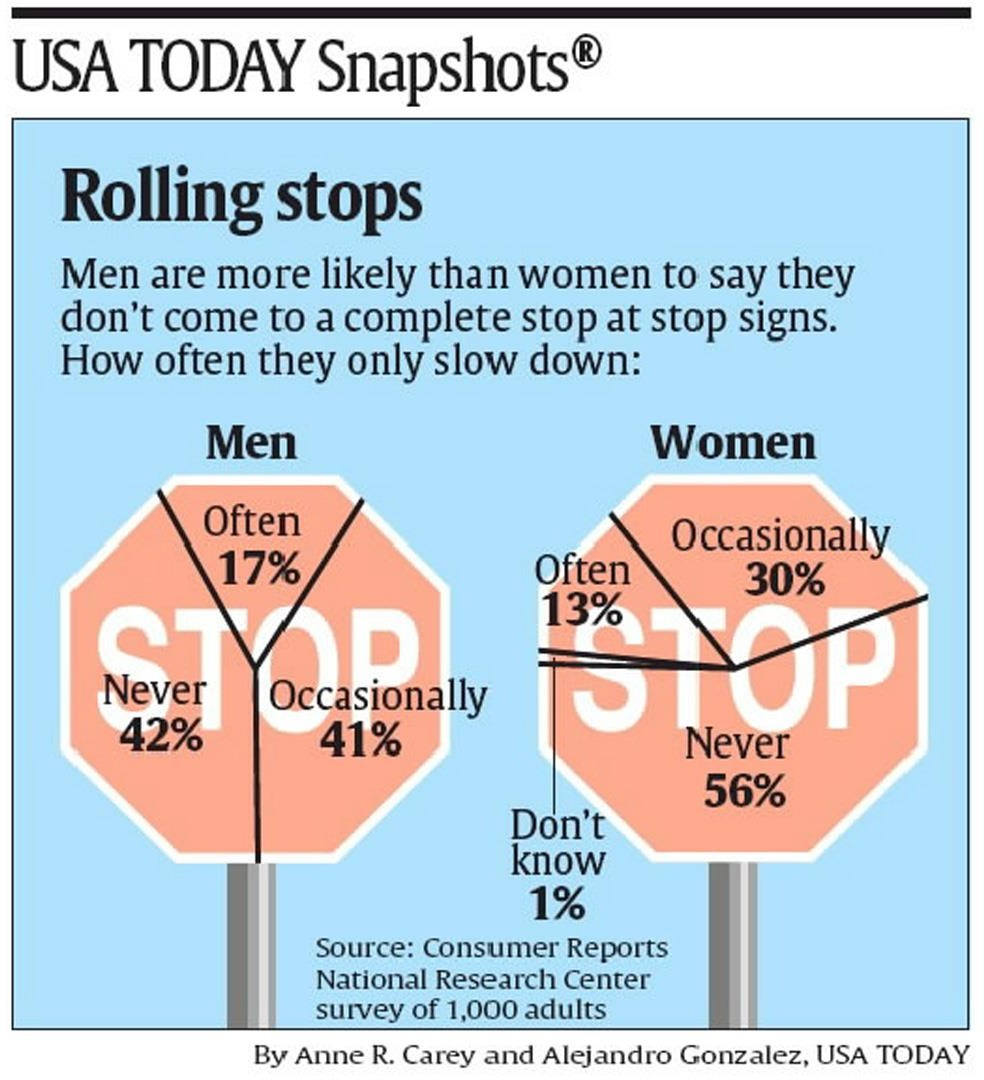 USA TODAY Snapshots®
Rolling stops
Men are more likely than women to say they
don't come to a complete stop at stop signs.
How often they only slow down:
Men
Often
17%
STOP
Never
42%
Occasionally
41%
Women
Occasionally
30%
Often
13%
STOP
Never
56%
Don't
know
1%
Source: Consumer Reports
National Research Center
survey of 1,000 adults
By Anne R. Carey and Alejandro Gonzalez, USA TODAY